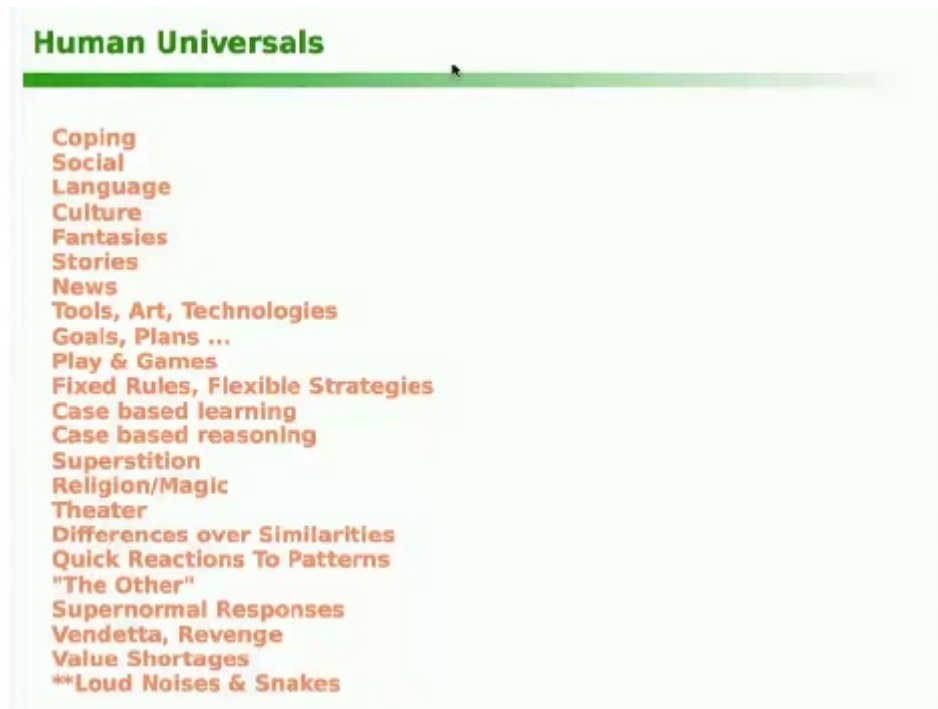 Human Universals
Coping
Social
Language
Culture
Fantasies
Stories
News
Tools, Art, Technologies
Goals, Plans ...
Play & Games
Fixed Rules, Flexible Strategies
Case based learning
Case based reasoning
Superstition
Religion/Magic
Theater
Differences over Similarities
Quick Reactions To Patterns
"The Other"
Supernormal Responses
Vendetta, Revenge
Value Shortages
**Loud Noises & Snakes